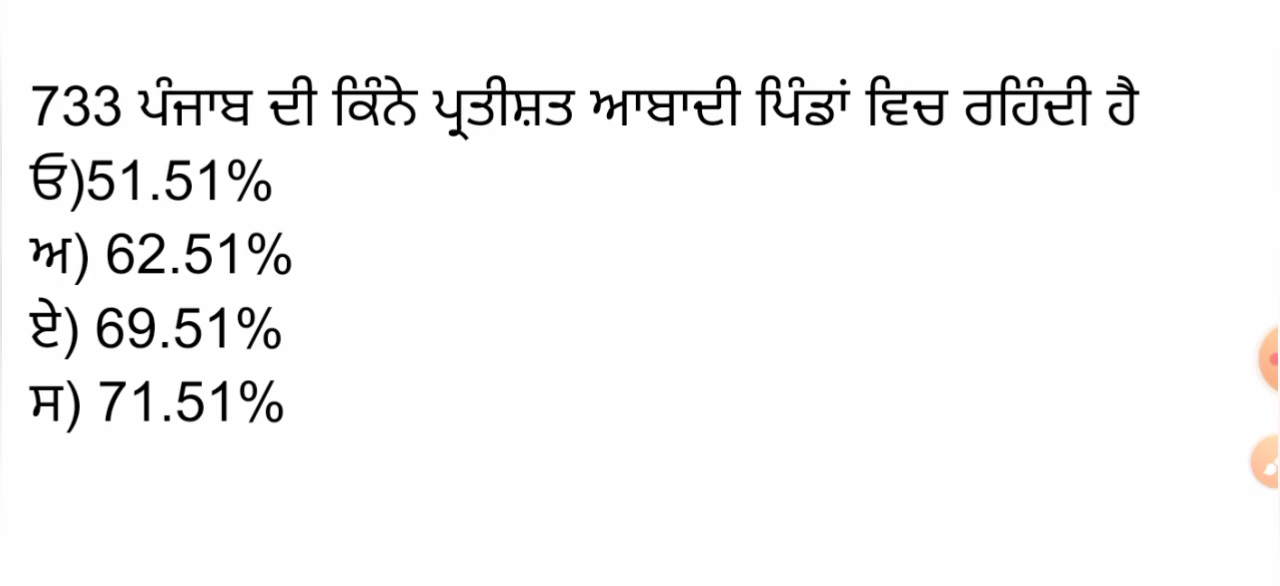 733 ਪੰਜਾਬ ਦੀ ਕਿੰਨੇ ਪ੍ਰਤੀਸ਼ਤ ਆਬਾਦੀ ਪਿੰਡਾਂ ਵਿਚ ਰਹਿੰਦੀ ਹੈ
ਓ)51.51%
ਅ) 62.51%
ਏ) 69.51%
ਸ) 71.51%